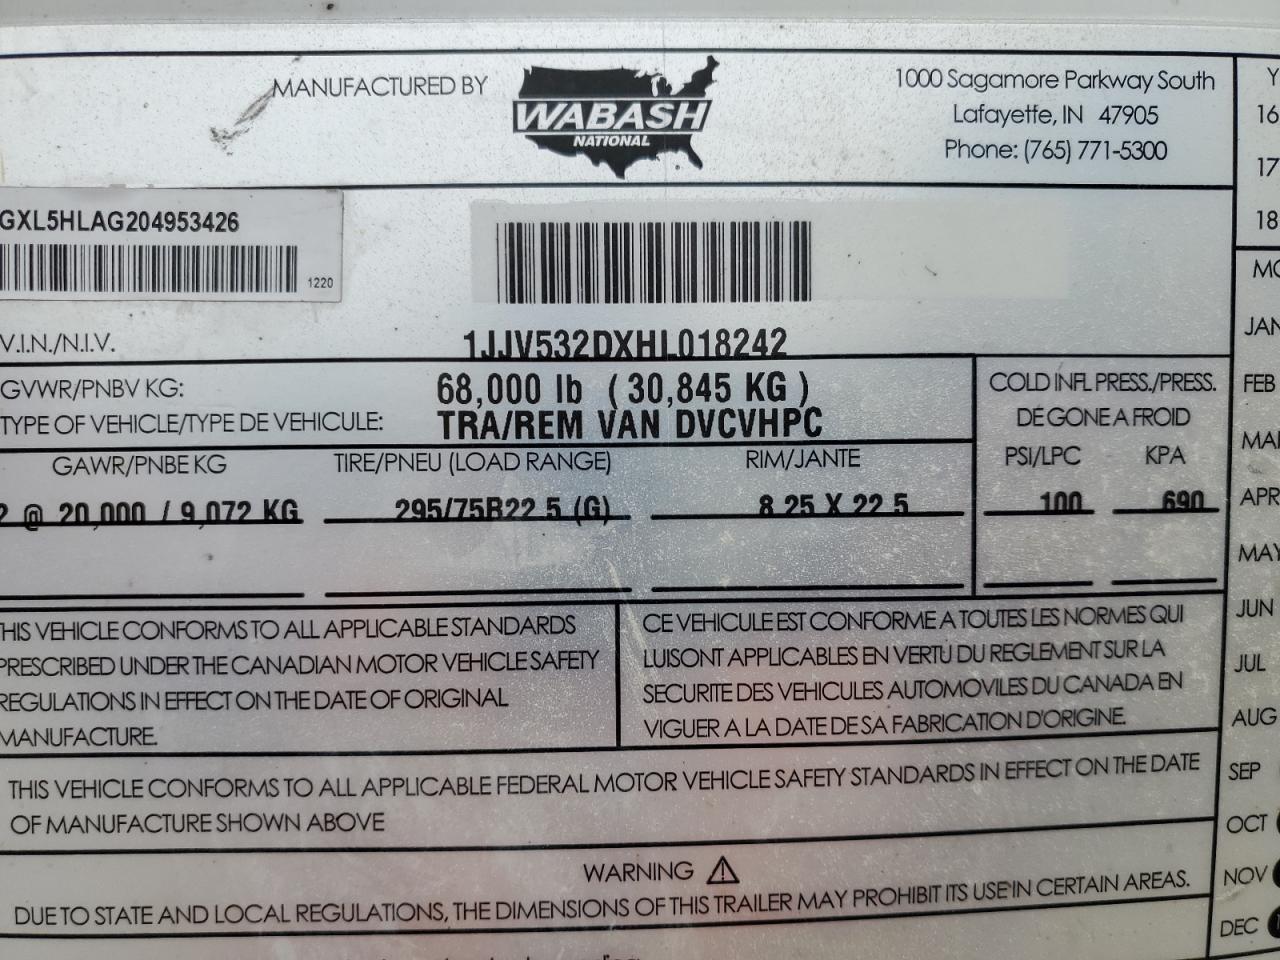 MANUFACTURED BY
WABASH
NATIONAL
1000 Sagamore Parkway South
Lafayette, IN 47905
Phone: (765) 771-5300
GXL5HLAG204953426
1220
V.I.N./N.I.V.
1JJV532DXHL018242
GVWR/PNBV KG:
68,000 lb ( 30,845 KG )
TYPE OF VEHICLE/TYPE DE VEHICULE:
TRA/REM VAN DVCVHPC
COLD INFL PRESS./PRESS.
DE GONE A FROID
PSI/LPC KPA
GAWR/PNBE KG
TIRE/PNEU (LOAD RANGE)
RIM/JANTE
2 @ 20,000 / 9,072 KG
295/75R22.5 (G)
8.25 X 22.5
100
690
THIS VEHICLE CONFORMS TO ALL APPLICABLE STANDARDS
PRESCRIBED UNDER THE CANADIAN MOTOR VEHICLE SAFETY
REGULATIONS IN EFFECT ON THE DATE OF ORIGINAL
MANUFACTURE.
CE VEHICULE EST CONFORME A TOUTES LES NORMES QUI
LUISONT APPLICABLES EN VERTU DU REGLEMENT SUR LA
SECURITE DES VEHICULES AUTOMOVILES DU CANADA EN
VIGUER A LA DATE DE SA FABRICATION D'ORIGINE.
THIS VEHICLE CONFORMS TO ALL APPLICABLE FEDERAL MOTOR VEHICLE SAFETY STANDARDS IN EFFECT ON THE DATE
OF MANUFACTURE SHOWN ABOVE
WARNING
DUE TO STATE AND LOCAL REGULATIONS, THE DIMENSIONS OF THIS TRAILER MAY PROHIBIT ITS USE IN CERTAIN AREAS.
16
17
18
JAN
FEB
MAR
APR
MAY
JUN
JUL
AUG
SEP
OCT
NOV
DEC